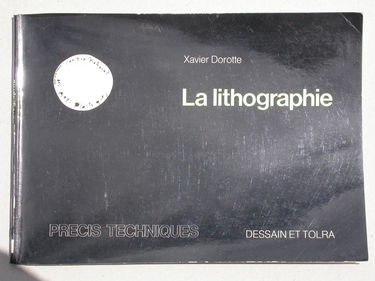 Xavier Dorotte
La lithographie
PRECIS TECHNIQUES
DESSAIN ET TOLRA